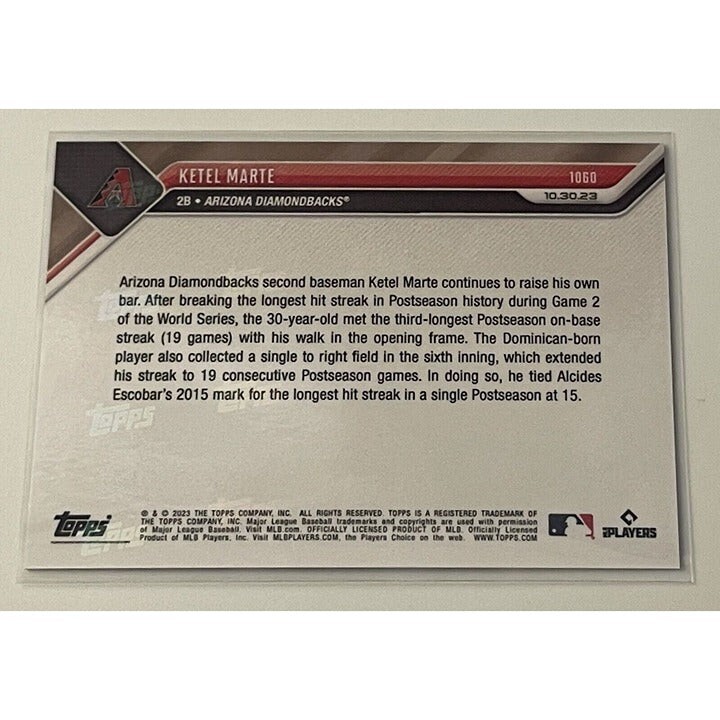 KETEL MARTE 1060
2B • ARIZONA DIAMONDBACKS® 10.30.23
Arizona Diamondbacks second baseman Ketel Marte continues to raise his own
bar. After breaking the longest hit streak in Postseason history during Game 2
of the World Series, the 30-year-old met the third-longest Postseason on-base
streak (19 games) with his walk in the opening frame. The Dominican-born
player also collected a single to right field in the sixth inning, which extended
his streak to 19 consecutive Postseason games. In doing so, he tied Alcides
Escobar's 2015 mark for the longest hit streak in a single Postseason at 15.
TOPPS
TOPPS
® & © 2023 THE TOPPS COMPANY, INC. ALL RIGHTS RESERVED. TOPPS IS A REGISTERED TRADEMARK OF
THE TOPPS COMPANY, INC. Major League Baseball trademarks and copyrights are used with permission
of Major League Baseball. Visit MLB.com. OFFICIALLY LICENSED PRODUCT OF MLB. Officially Licensed
Product of MLB Players, Inc. Visit MLBPLAYERS.COM, the Players Choice on the web. WWW.TOPPS.COM
MLBPLAYERS